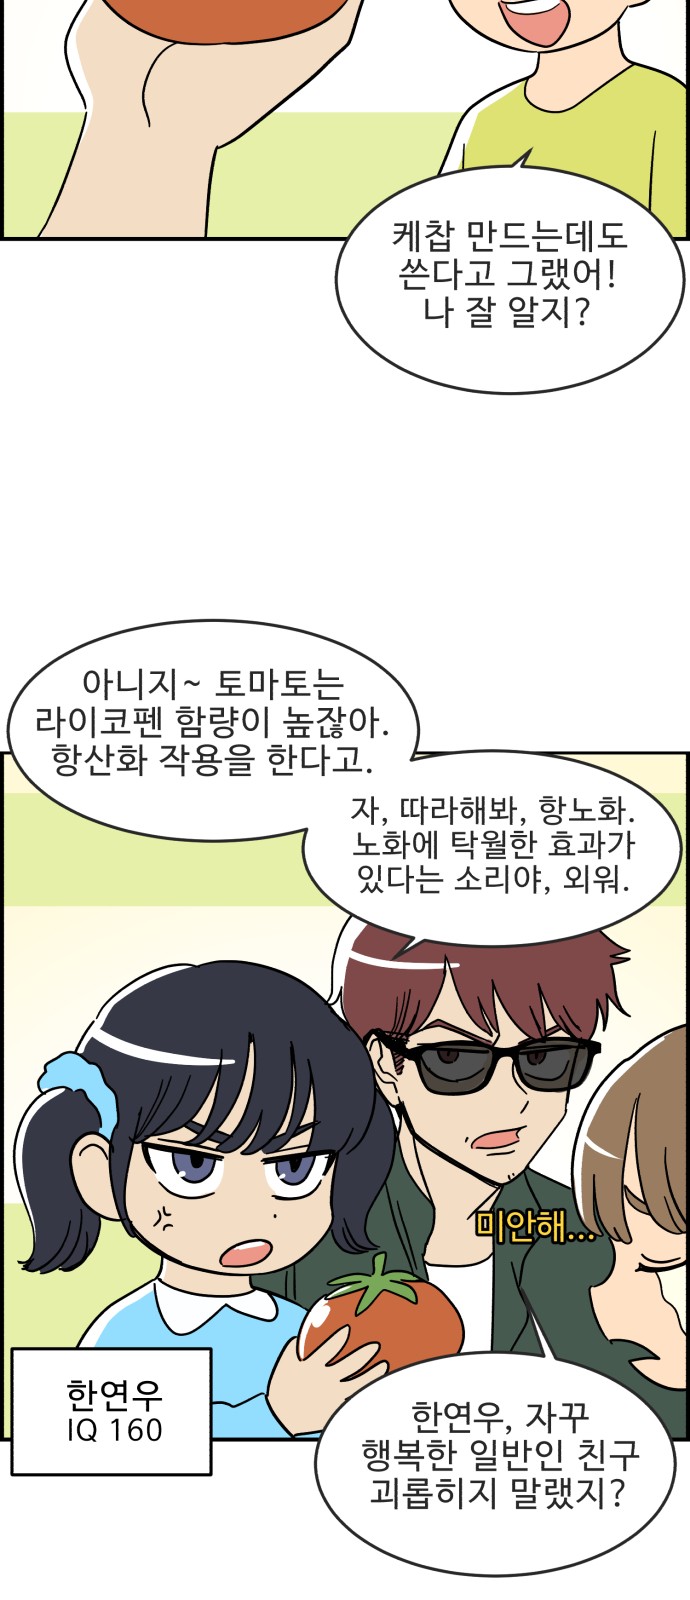 케찹 만드는데도
쓴다고 그랬어!
나 잘 알지?
아니지~ 토마토는
라이코펜 함량이 높잖아.
항산화 작용을 한다고.
자, 따라해봐, 항노화.
노화에 탁월한 효과가
있다는 소리야, 외워.
미안해...
한연우
IQ 160
한연우, 자꾸
행복한 일반인 친구
괴롭히지 말랬지?